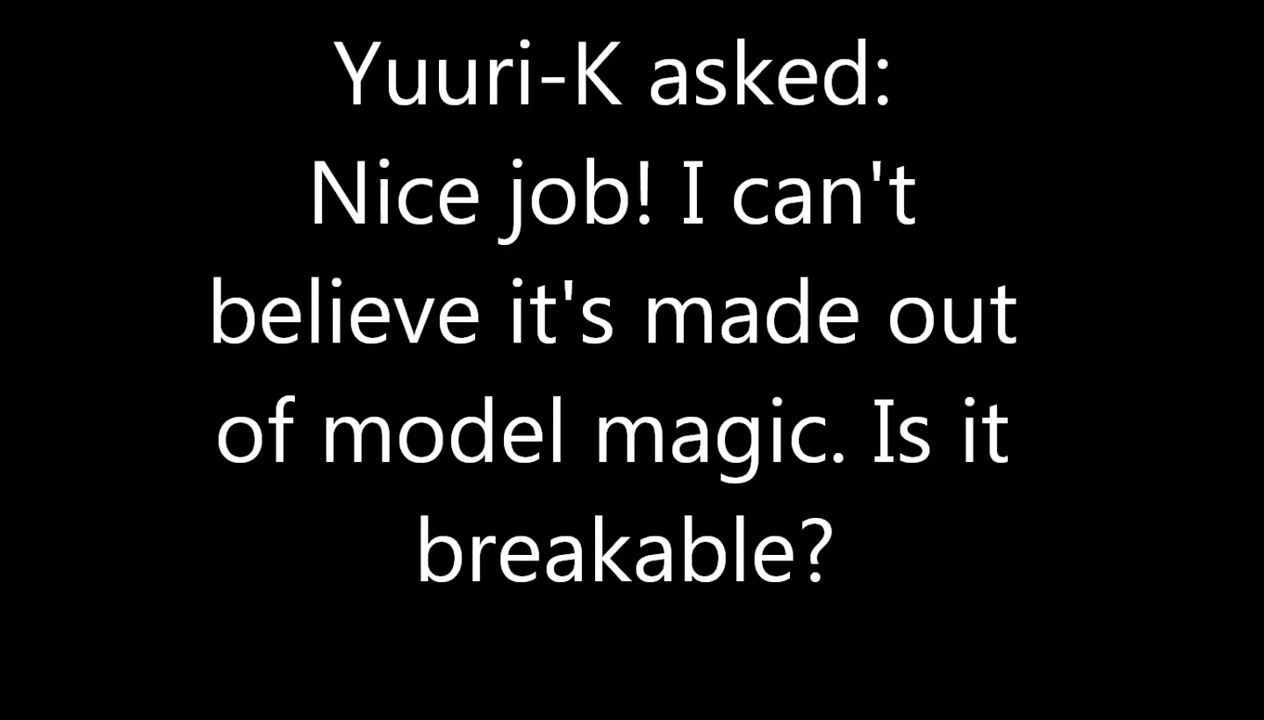 Yuuri-K asked:
Nice job! I can't
believe it's made out
of model magic. Is it
breakable?